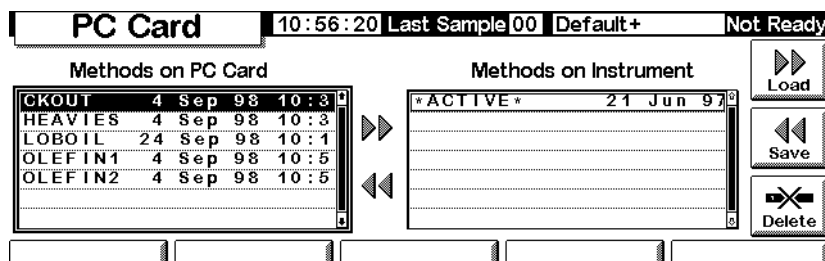 PC Card 10:56:20 Last Sample 00 Default+ Not Ready
Methods on PC Card
Methods on Instrument
Load
CKOUT 4 Sep 98 10:3
HEAVIES 4 Sep 98 10:3
LOBOIL 24 Sep 98 10:1
OLEFIN1 4 Sep 98 10:5
OLEFIN2 4 Sep 98 10:5
*ACTIVE* 21 Jun 97
Save
Delete